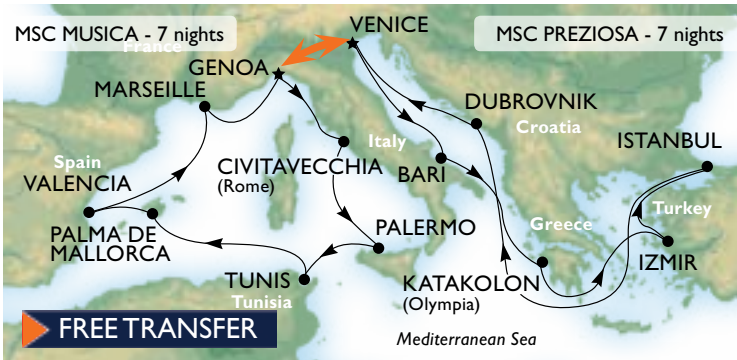 MSC MUSICA - 7 nights
VENICE
MSC PREZIOSA - 7 nights
France
GENOA
MARSEILLE
DUBROVNIK
Croatia
ISTANBUL
Italy
Spain
CIVITAVECCHIA
(Rome)
BARI
VALENCIA
Turkey
PALERMO
Greece
PALMA DE
MALLORCA
IZMIR
TUNIS
Tunisia
KATAKOLON
(Olympia)
FREE TRANSFER
Mediterranean Sea